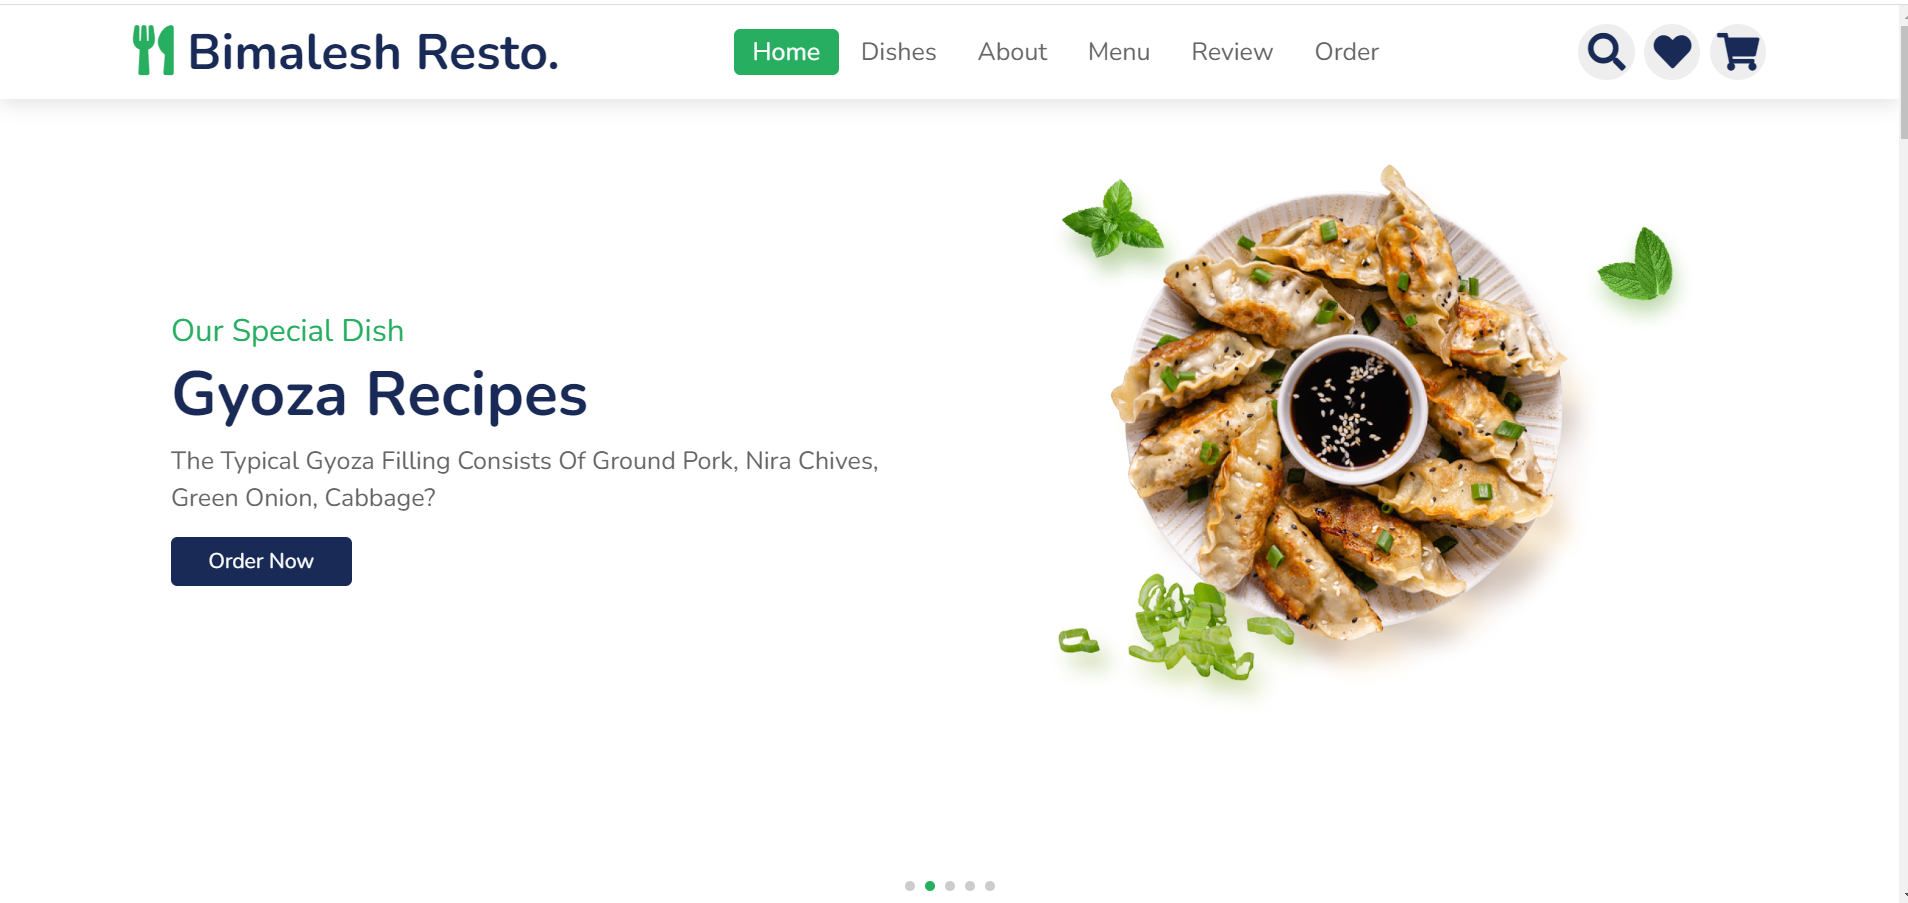 Bimalesh Resto.
Home Dishes About Menu Review Order
Our Special Dish
Gyoza Recipes
The Typical Gyoza Filling Consists Of Ground Pork, Nira Chives,
Green Onion, Cabbage?
Order Now